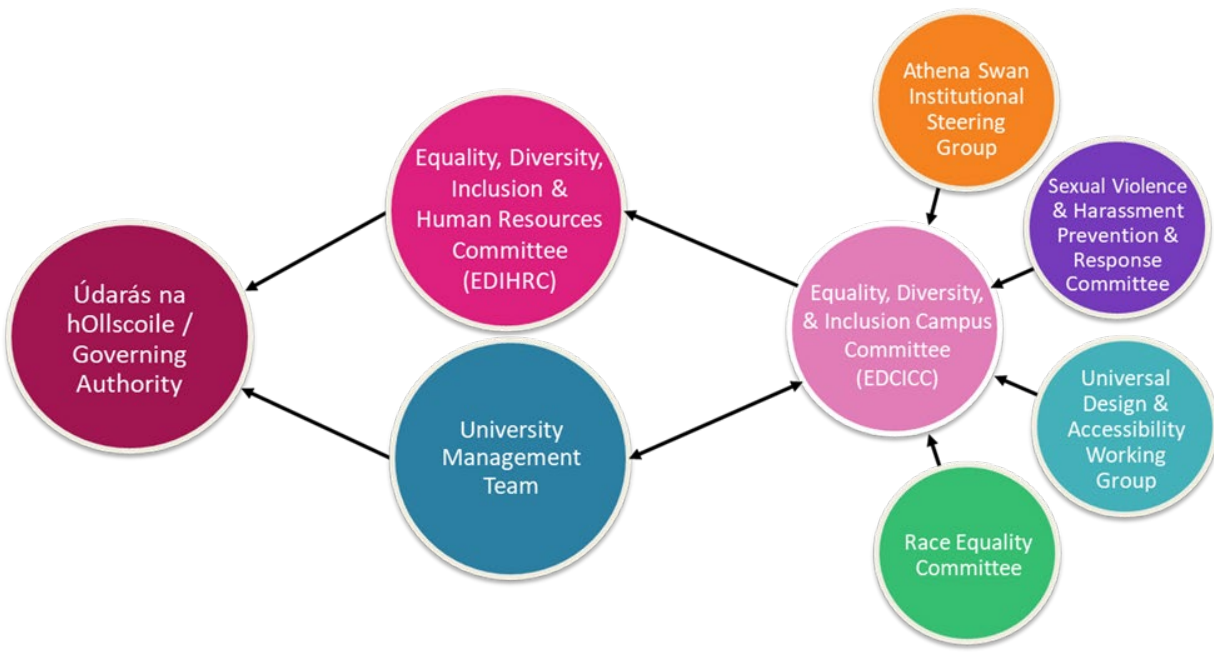 Údarás na
hOllscoile /
Governing
Authority
Equality, Diversity,
Inclusion &
Human Resources
Committee
(EDIHRC)
University
Management
Team
Equality, Diversity,
& Inclusion Campus
Committee
(EDCICC)
Athena Swan
Institutional
Steering
Group
Sexual Violence
& Harassment
Prevention &
Response
Committee
Universal
Design &
Accessibility
Working
Group
Race Equality
Committee